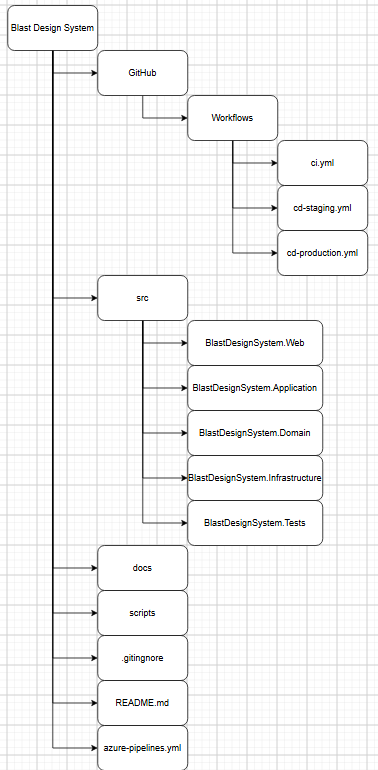 Blast Design System
GitHub
Workflows
ci.yml
cd-staging.yml
cd-production.yml
src
BlastDesignSystem.Web
BlastDesignSystem.Application
BlastDesignSystem.Domain
BlastDesignSystem.Infrastructure
BlastDesignSystem.Tests
docs
scripts
.gitingnore
README.md
azure-pipelines.yml